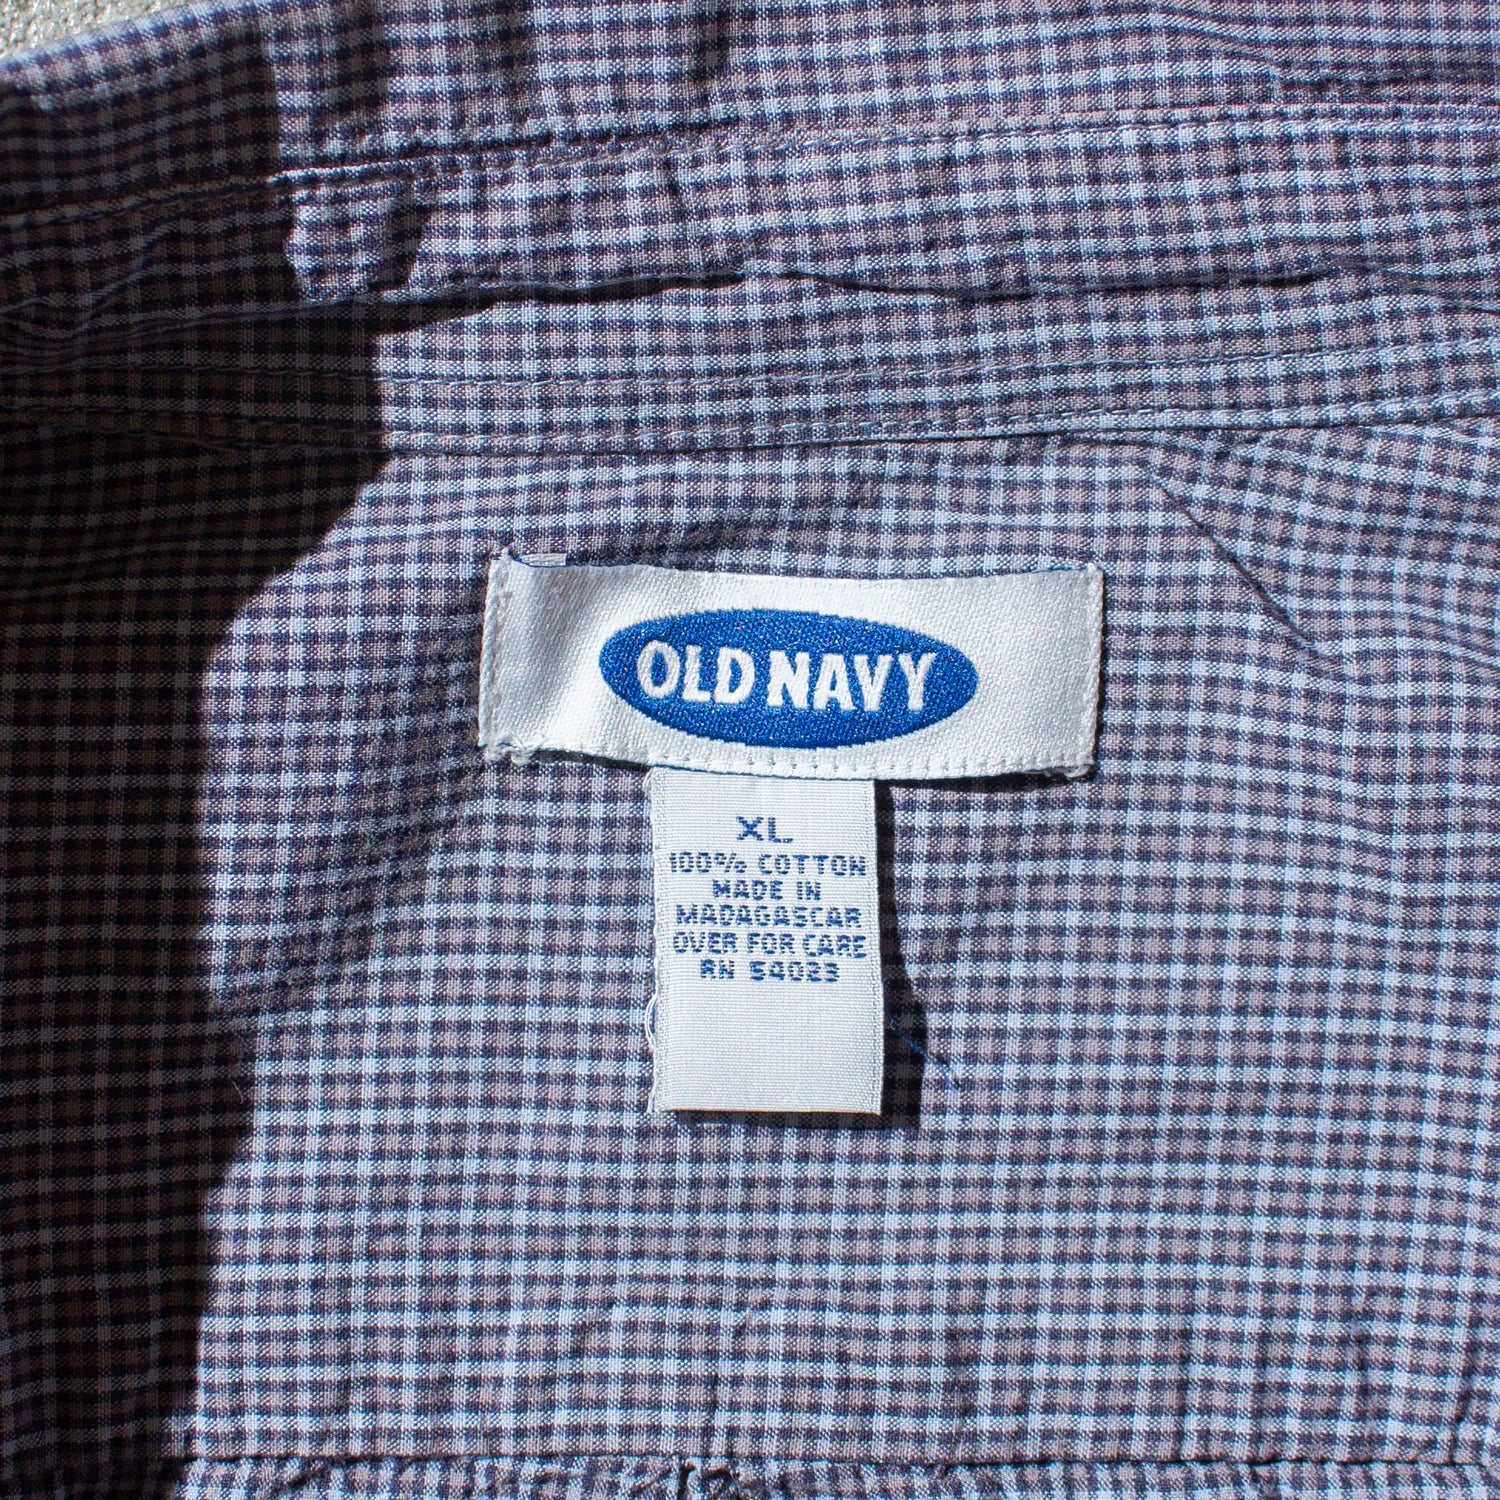 OLD NAVY
XL
100% COTTON
MADE IN
MADAGASCAR
OVER FOR CARE
RN 54023